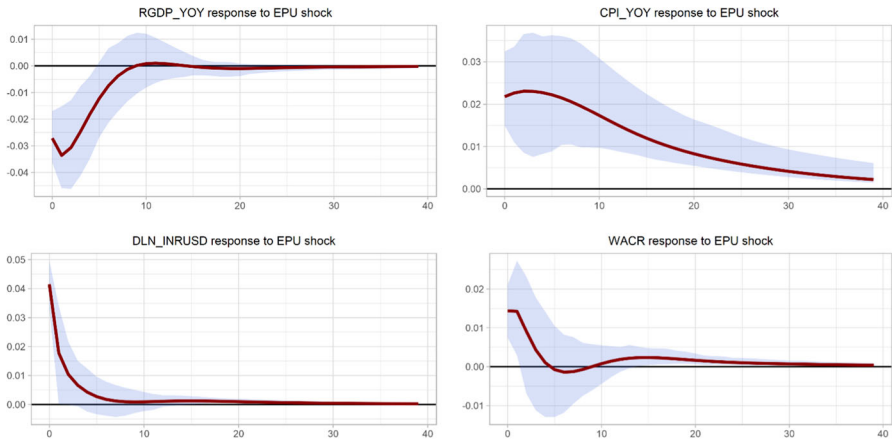 RGDP_YOY response to EPU shock
0.01
0.00
-0.01
-0.02
-0.03
-0.04
0 10 20 30 40
CPI_YOY response to EPU shock
0.03
0.02
0.01
0.00
0 10 20 30 40
DLN_INRUSD response to EPU shock
0.05
0.04
0.03
0.02
0.01
0.00
0 10 20 30 40
WACR response to EPU shock
0.02
0.01
0.00
-0.01
0 10 20 30 40